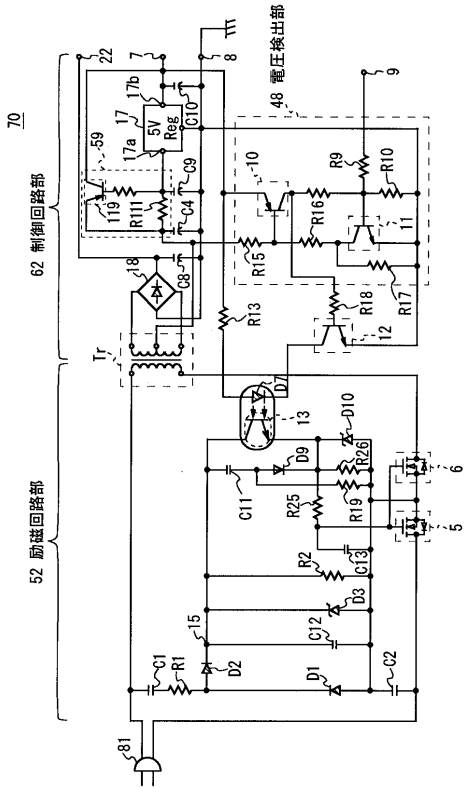 70
52 励磁回路部
62 制御回路部
22
7
8
電圧検出部
48
9
17b
17
5V
Reg
17a
C10
59
119
R111
C9
C4
18
C8
Tr
10
R9
R10
R15
R16
11
R17
R18
R13
12
D7
13
D10
C11
D9
R26
R25
R19
6
5
C13
R2
15
D3
C12
C1
R1
D2
D1
C2
81